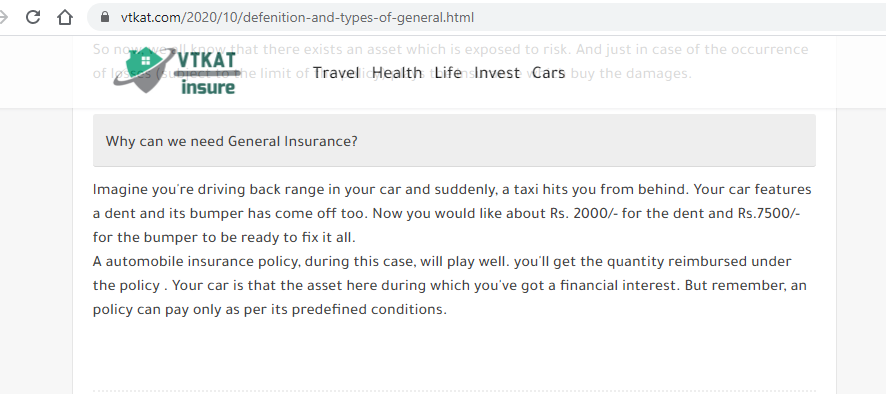 vtkat.com/2020/10/defenition-and-types-of-general.html
So now, we all know that there exists an asset which is exposed to risk. And just in case of the occurrence
of losses (subject to the limit of the policy) buy the damages.
VTKAT
insure
Travel Health Life Invest Cars
Why can we need General Insurance?
Imagine you're driving back range in your car and suddenly, a taxi hits you from behind. Your car features
a dent and its bumper has come off too. Now you would like about Rs. 2000/- for the dent and Rs.7500/-
for the bumper to be ready to fix it all.
A automobile insurance policy, during this case, will play well. you'll get the quantity reimbursed under
the policy . Your car is that the asset here during which you've got a financial interest. But remember, an
policy can pay only as per its predefined conditions.